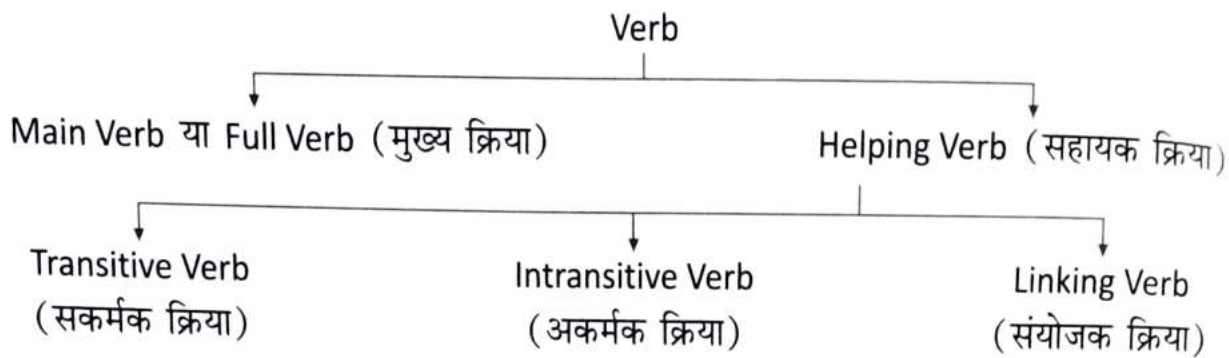 Verb
Main Verb या Full Verb (मुख्य क्रिया)
Helping Verb (सहायक क्रिया)
Transitive Verb
(सकर्मक क्रिया)
Intransitive Verb
(अकर्मक क्रिया)
Linking Verb
(संयोजक क्रिया)